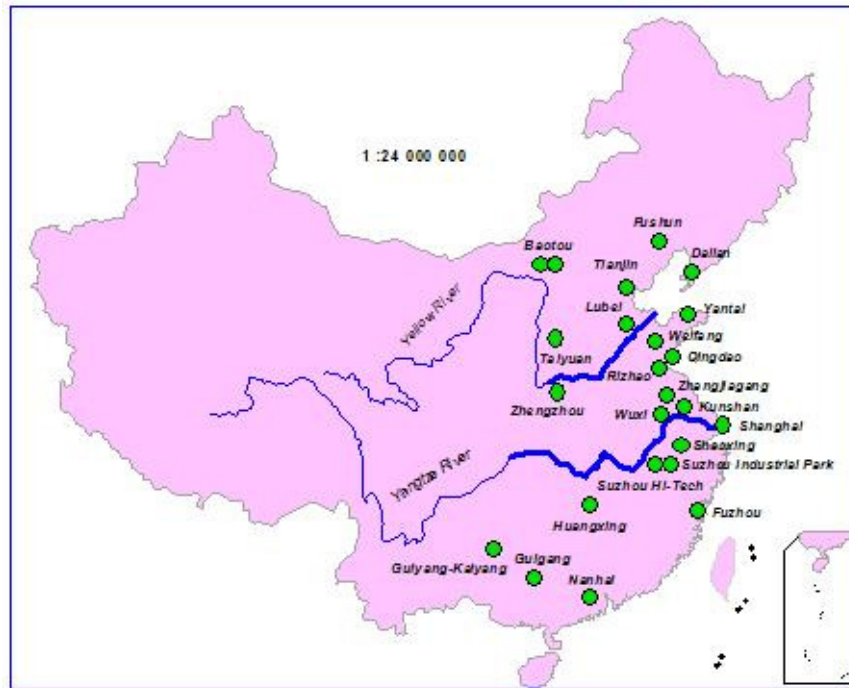 1 :24 000 000
Fushun
Baotou
Dalian
Tianjin
Yellow River
Lubei
Yantai
Weifang
Taiyuan
Qingdao
Rizhao
Zhangjiagang
Zhengzhou
Wuxi
Kunshan
Shanghai
Shaoxing
Yangtze River
Suzhou Industrial Park
Suzhou Hi-Tech
Huangxing
Fuzhou
Guiyang-Kaiyang
Guigang
Nanhai